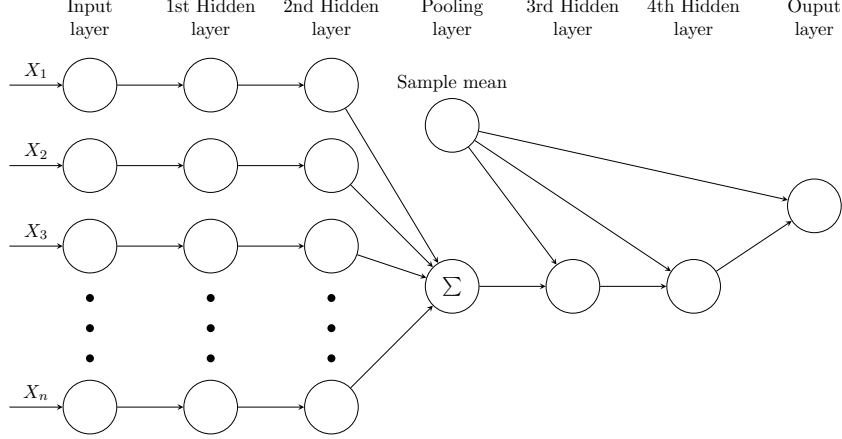 Input layer
1st Hidden layer
2nd Hidden layer
Pooling layer
3rd Hidden layer
4th Hidden layer
Ouput layer
Sample mean
X₁
X₂
X₃
Xₙ
∑